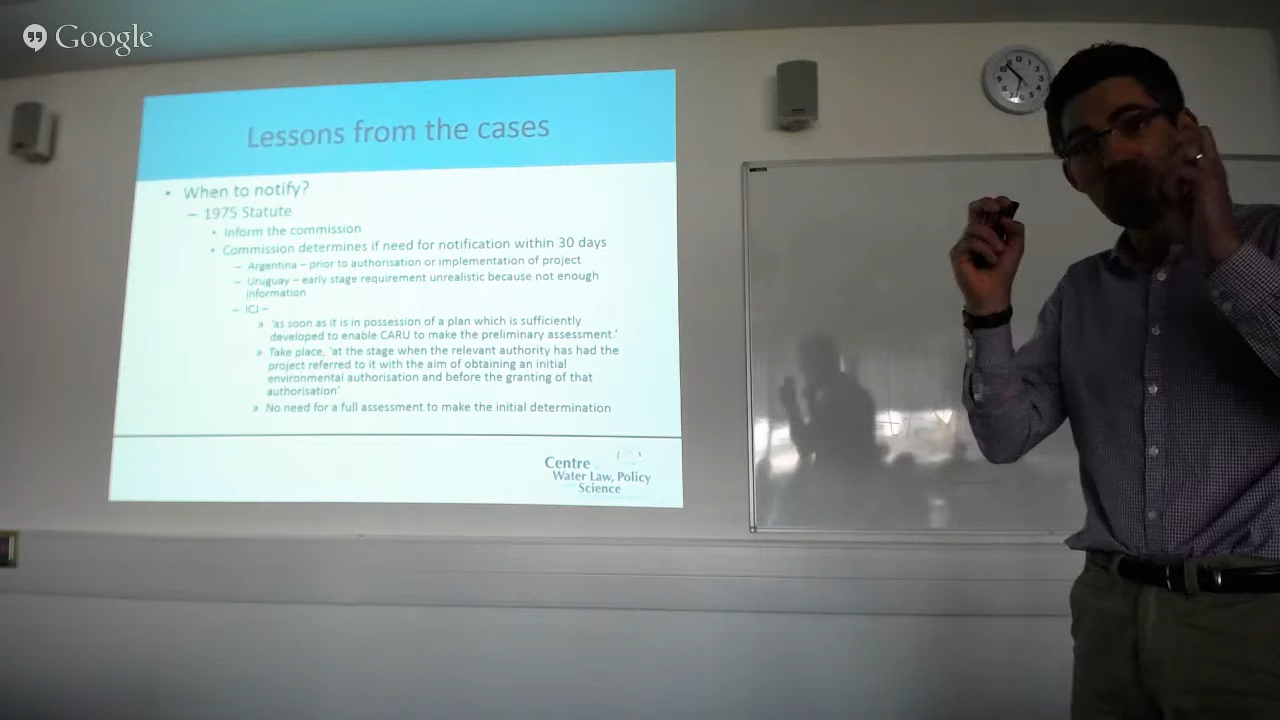 Google
Lessons from the cases
• When to notify?
– 1975 Statute
• Inform the commission
• Commission determines if need for notification within 30 days
– Argentina – prior to authorisation or implementation of project
– Uruguay – early stage requirement unrealistic because not enough
information
– ICJ –
» 'as soon as it is in possession of a plan which is sufficiently
developed to enable CARU to make the preliminary assessment.'
» Take place, 'at the stage when the relevant authority has had the
project referred to it with the aim of obtaining an initial
environmental authorisation and before the granting of that
authorisation'
» No need for a full assessment to make the initial determination
Centre
Water Law, Policy
Science